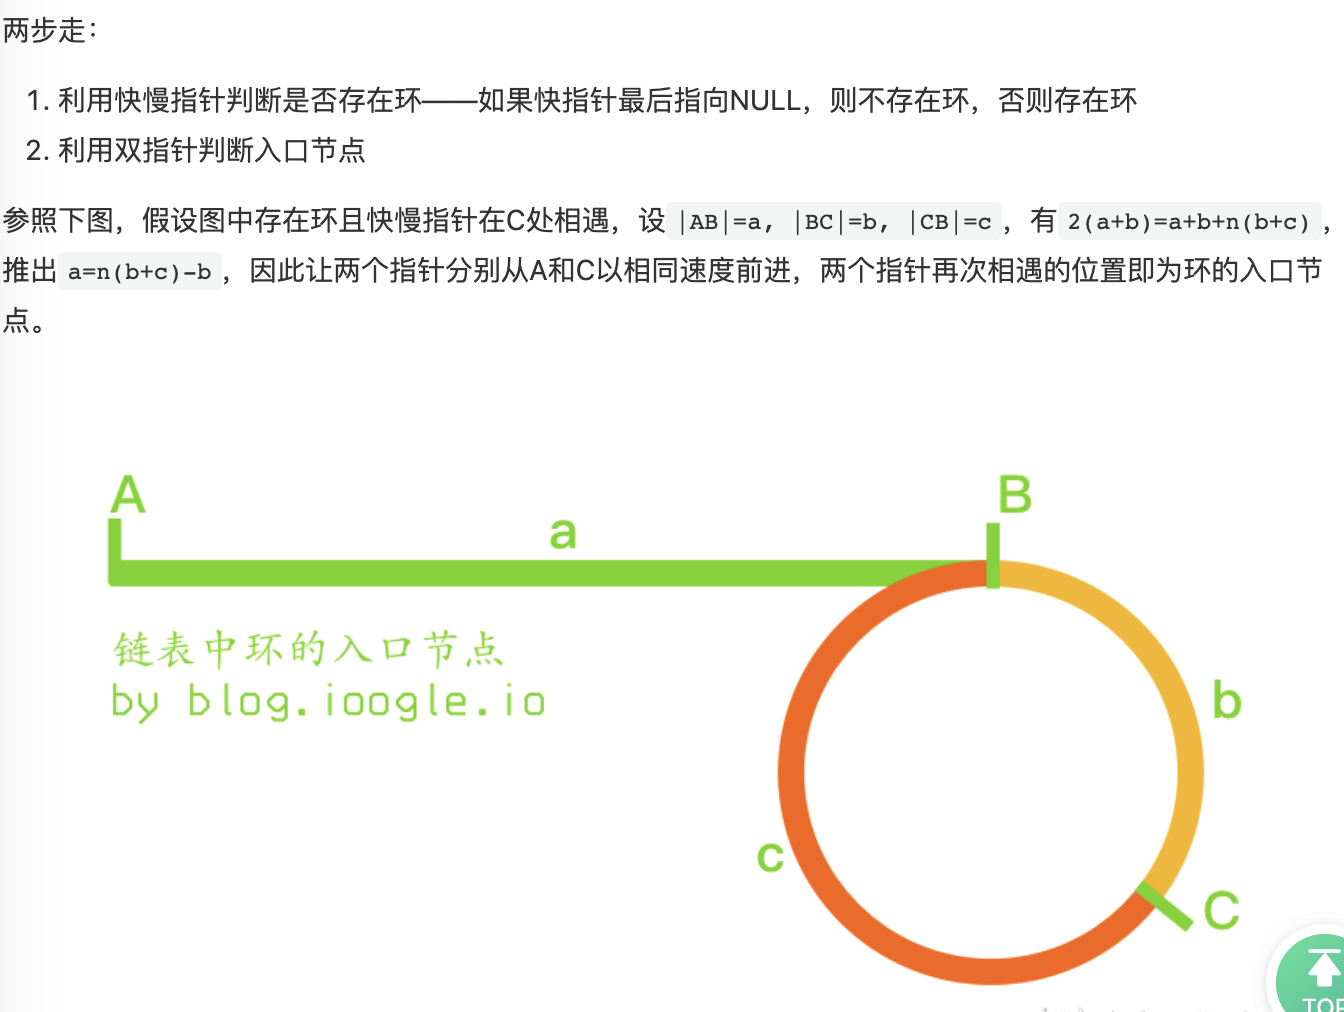 两步走：
1. 利用快慢指针判断是否存在环——如果快指针最后指向NULL，则不存在环，否则存在环
2. 利用双指针判断入口节点
参照下图，假设图中存在环且快慢指针在C处相遇，设 |AB|=a, |BC|=b, |CB|=c ，有 2(a+b)=a+b+n(b+c) ，
推出 a=n(b+c)-b ，因此让两个指针分别从A和C以相同速度前进，两个指针再次相遇的位置即为环的入口节
点。
A
B
a
链表中环的入口节点
by blog.ioogle.io
b
c
C
TOP